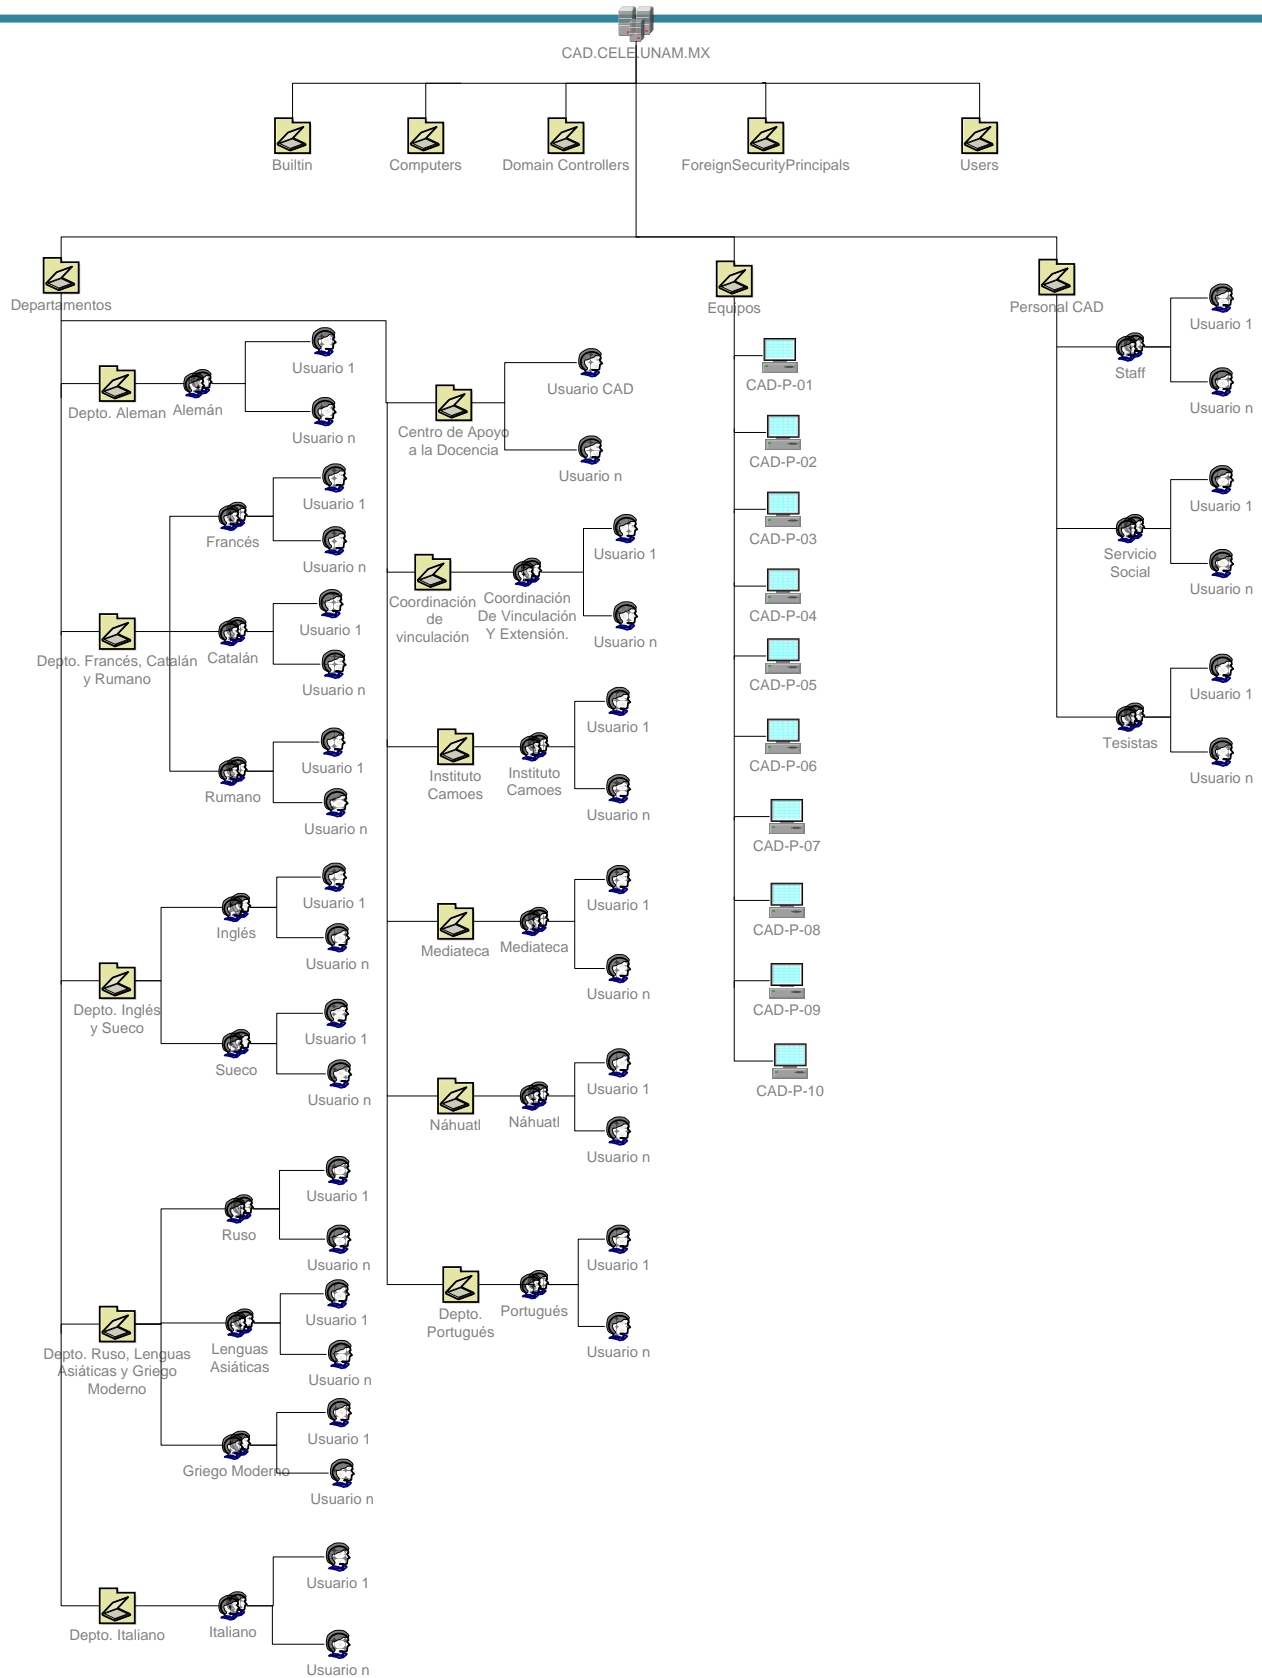 CAD.CELE.UNAM.MX
Builtin
Computers
Domain Controllers
ForeignSecurityPrincipals
Users
Departamentos
Depto. Aleman
Alemán
Usuario 1
Usuario n
Depto. Francés, Catalán
y Rumano
Francés
Usuario 1
Usuario n
Catalán
Usuario 1
Usuario n
Rumano
Usuario 1
Usuario n
Depto. Inglés
y Sueco
Inglés
Usuario 1
Usuario n
Sueco
Usuario 1
Usuario n
Depto. Ruso, Lenguas
Asiáticas y Griego
Moderno
Ruso
Usuario 1
Usuario n
Lenguas
Asiáticas
Usuario 1
Usuario n
Griego Moderno
Usuario 1
Usuario n
Depto. Italiano
Italiano
Usuario 1
Usuario n
Centro de Apoyo
a la Docencia
Usuario CAD
Usuario n
Coordinación
de
vinculación
Coordinación
De Vinculación
Y Extensión.
Usuario 1
Usuario n
Instituto
Camoes
Instituto
Camoes
Usuario 1
Usuario n
Mediateca
Mediateca
Usuario 1
Usuario n
Náhuatl
Náhuatl
Usuario 1
Usuario n
Depto.
Portugués
Portugués
Usuario 1
Usuario n
Equipos
CAD-P-01
CAD-P-02
CAD-P-03
CAD-P-04
CAD-P-05
CAD-P-06
CAD-P-07
CAD-P-08
CAD-P-09
CAD-P-10
Personal CAD
Staff
Usuario 1
Usuario n
Servicio
Social
Usuario 1
Usuario n
Tesistas
Usuario 1
Usuario n